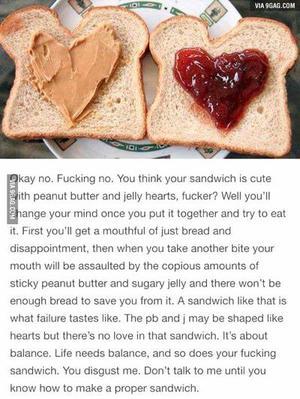 VIA 9GAG.COM
Okay no. Fucking no. You think your sandwich is cute
with peanut butter and jelly hearts, fucker? Well you'll
change your mind once you put it together and try to eat
it. First you'll get a mouthful of just bread and
disappointment, then when you take another bite your
mouth will be assaulted by the copious amounts of
sticky peanut butter and sugary jelly and there won't be
enough bread to save you from it. A sandwich like that is
what failure tastes like. The pb and j may be shaped like
hearts but there's no love in that sandwich. It's about
balance. Life needs balance, and so does your fucking
sandwich. You disgust me. Don't talk to me until you
know how to make a proper sandwich.
VIA 9GAG.COM